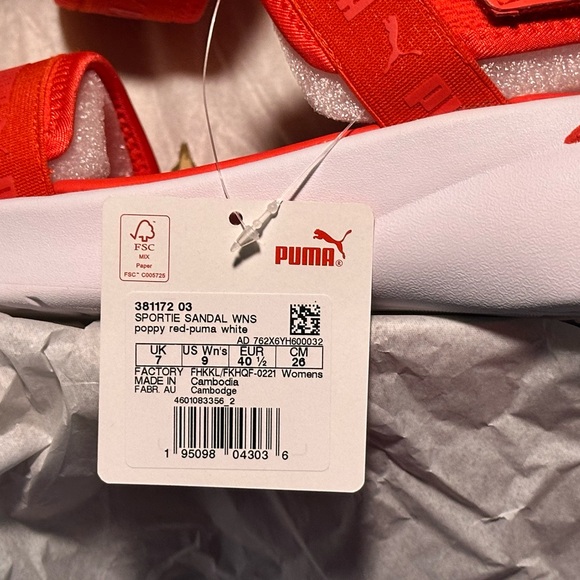 PUMA
FSC
MIX
Paper
FSC™ C005725
PUMA®
381172 03
SPORTIE SANDAL WNS
poppy red-puma white
AD 762X6YH600032
UK US Wn's EUR CM
7 9 40 ½ 26
FACTORY FHKKL/FKHQF-0221 Womens
MADE IN Cambodia
FABR. AU Cambodge
4601083356_2
1 95098 04303 6